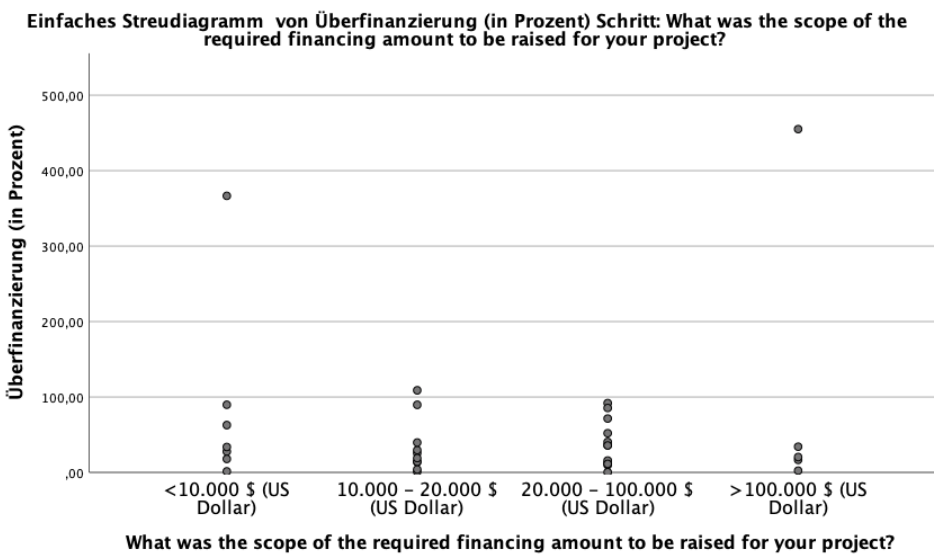 Einfaches Streudiagramm von Überfinanzierung (in Prozent) Schritt: What was the scope of the
required financing amount to be raised for your project?
Überfinanzierung (in Prozent)
500,00
400,00
300,00
200,00
100,00
,00
<10.000 $ (US
Dollar)
10.000 – 20.000 $
(US Dollar)
20.000 – 100.000 $
(US Dollar)
>100.000 $ (US
Dollar)
What was the scope of the required financing amount to be raised for your project?